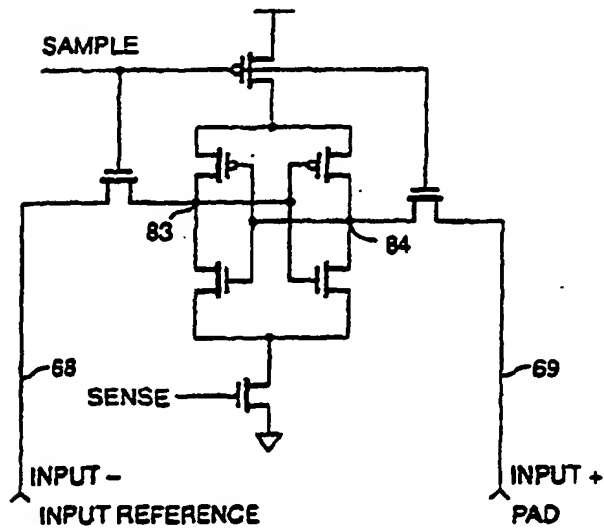 SAMPLE
83
84
68
69
SENSE
INPUT –
INPUT REFERENCE
INPUT +
PAD